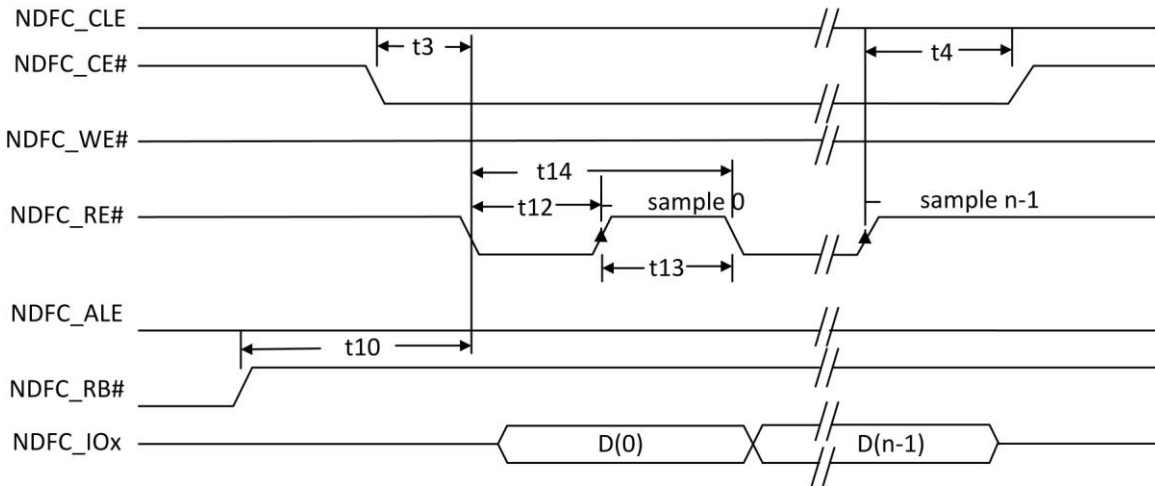 NDFC_CLE
t3
t4
NDFC_CE#
NDFC_WE#
t14
t12
sample 0
sample n-1
NDFC_RE#
t13
NDFC_ALE
t10
NDFC_RB#
NDFC_IOx
D(0)
D(n-1)